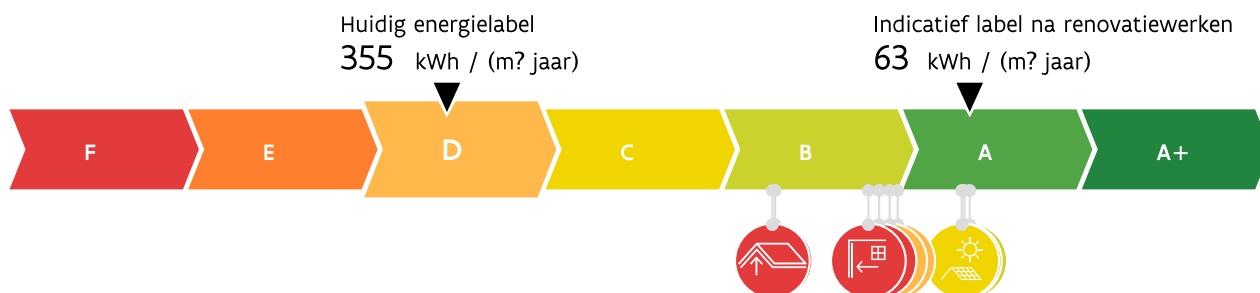 Huidig energielabel
355 kWh / (m? jaar)
Indicatief label na renovatiewerken
63 kWh / (m? jaar)
F E D C B A A+